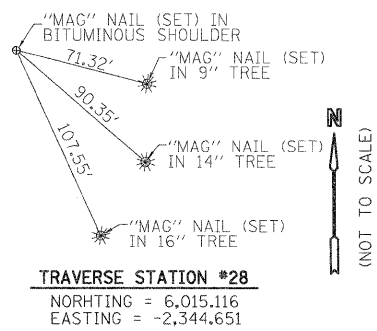 "MAG" NAIL (SET) IN
BITUMINOUS SHOULDER
71.32'
"MAG" NAIL (SET)
IN 9" TREE
90.35'
"MAG" NAIL (SET)
IN 14" TREE
107.55'
"MAG" NAIL (SET)
IN 16" TREE
N
(NOT TO SCALE)
TRAVERSE STATION #28
NORHTING = 6,015.116
EASTING = -2,344.651